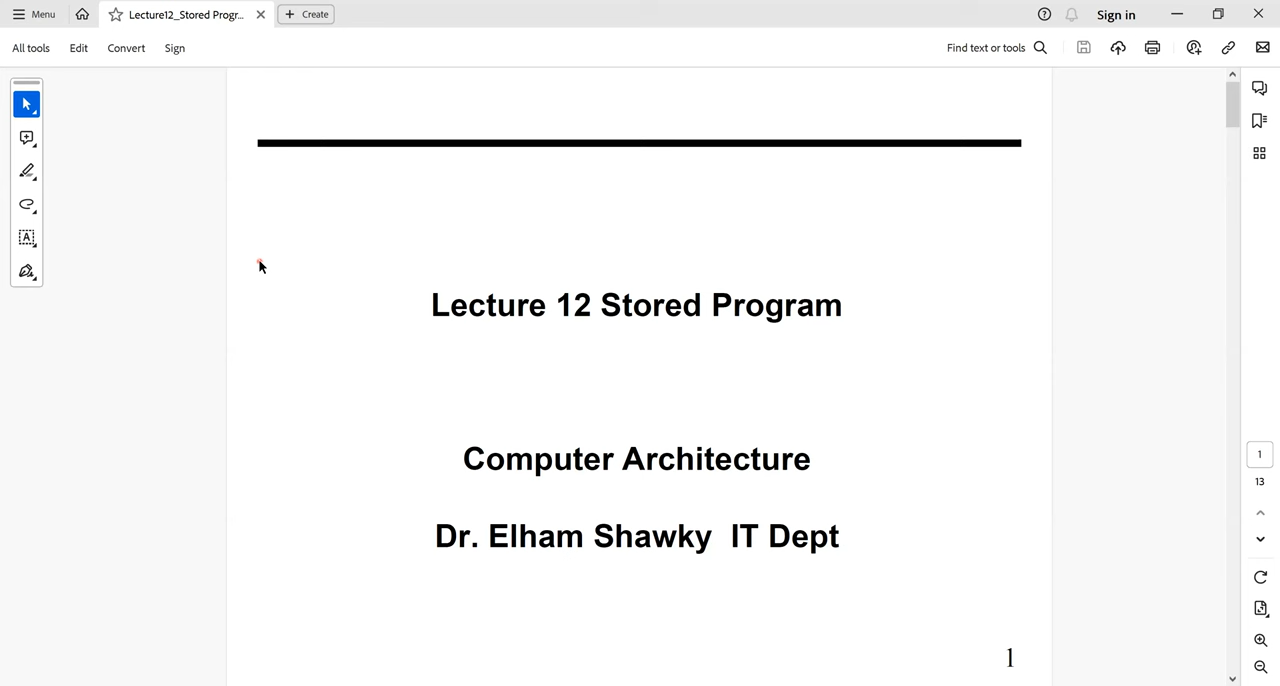 Menu
Lecture12_Stored Progr...
Create
Sign in
All tools
Edit
Convert
Sign
Find text or tools
Lecture 12 Stored Program
Computer Architecture
Dr. Elham Shawky IT Dept
1
1
13